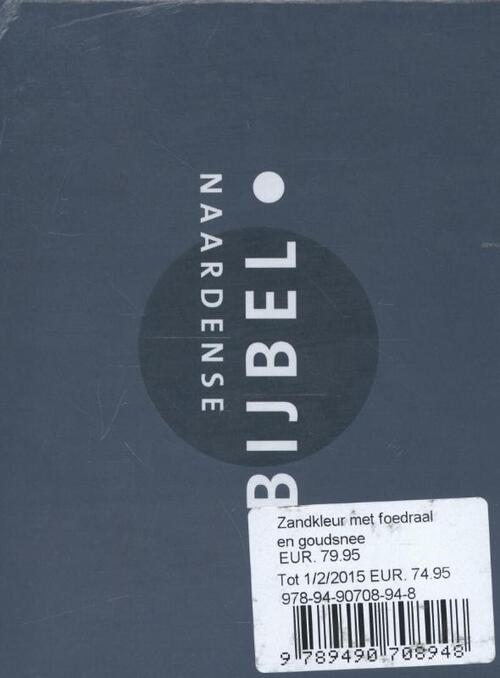 NAARDENSE
BIJBEL
Zandkleur met foedraal
en goudsnee
EUR. 79.95
Tot 1/2/2015 EUR. 74.95
978-94-90708-94-8
9 789490 708948